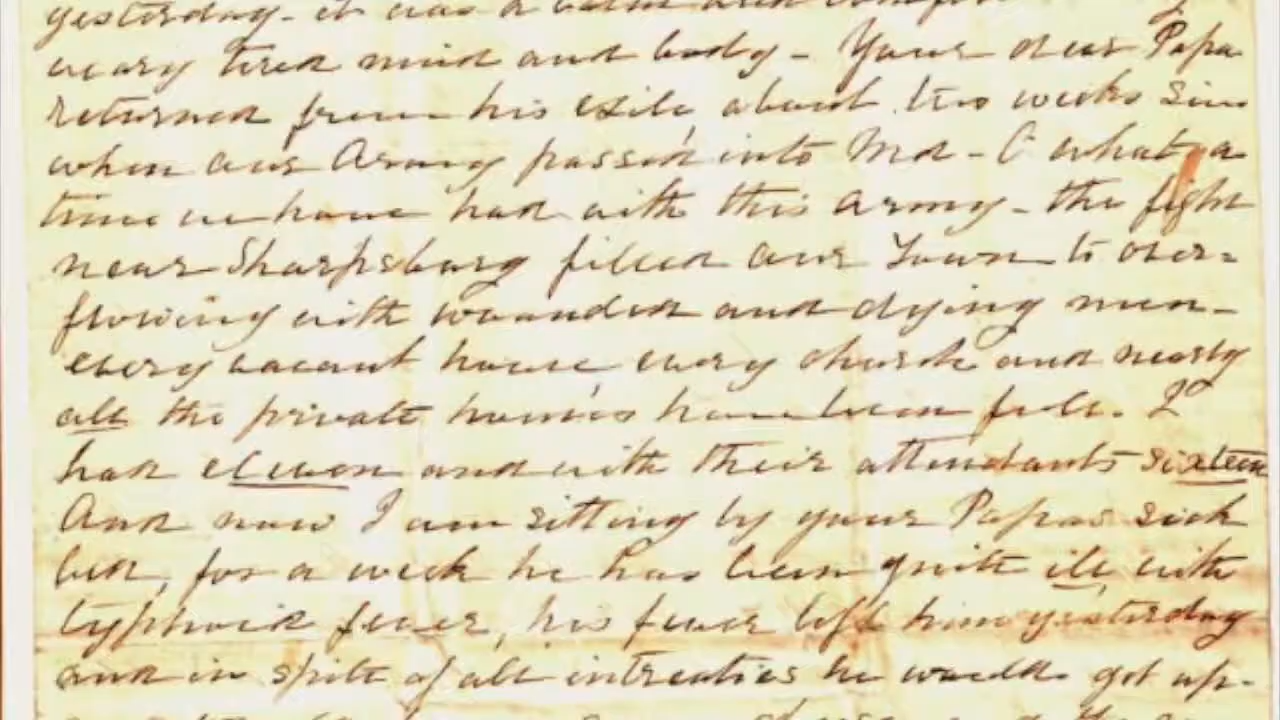 yesterday - it was a balm and
weary tired mind and body - Your dear Papa
returned from his exile about two weeks sinc
when our Army passed into Md - O what a
time we have had with this army - the fight
near Sharpsburg filled our Town to over=
flowing with wounded and dying men -
every vacant house every church and nearly
all the private homes have been full. I
had eleven and with their attendants sixteen
And now I am sitting by your Papas sick
bed, for a week he has been quite ill with
typhoid fever, his fever left him yesterday
and in spite of all intreaties he would get up -